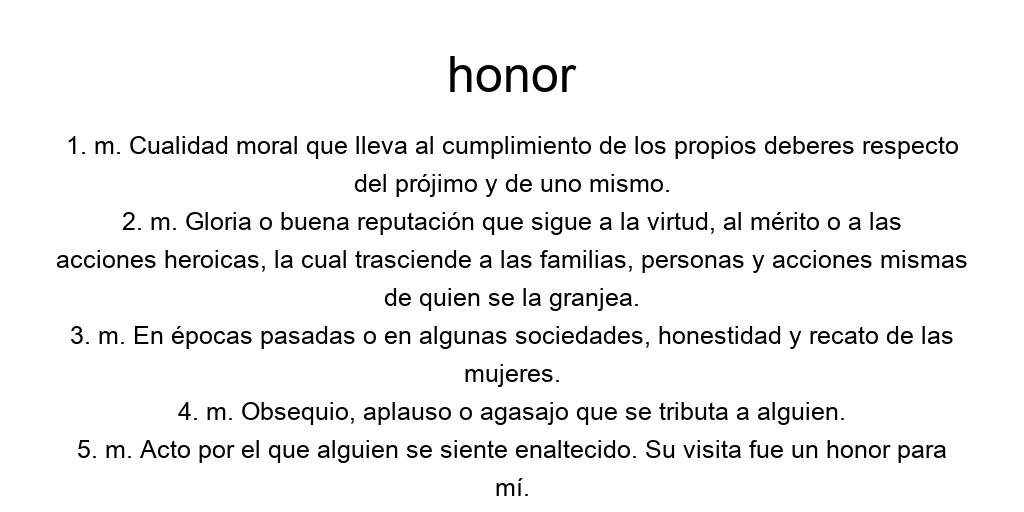 honor
1. m. Cualidad moral que lleva al cumplimiento de los propios deberes respecto
del prójimo y de uno mismo.
2. m. Gloria o buena reputación que sigue a la virtud, al mérito o a las
acciones heroicas, la cual trasciende a las familias, personas y acciones mismas
de quien se la granjea.
3. m. En épocas pasadas o en algunas sociedades, honestidad y recato de las
mujeres.
4. m. Obsequio, aplauso o agasajo que se tributa a alguien.
5. m. Acto por el que alguien se siente enaltecido. Su visita fue un honor para
mí.